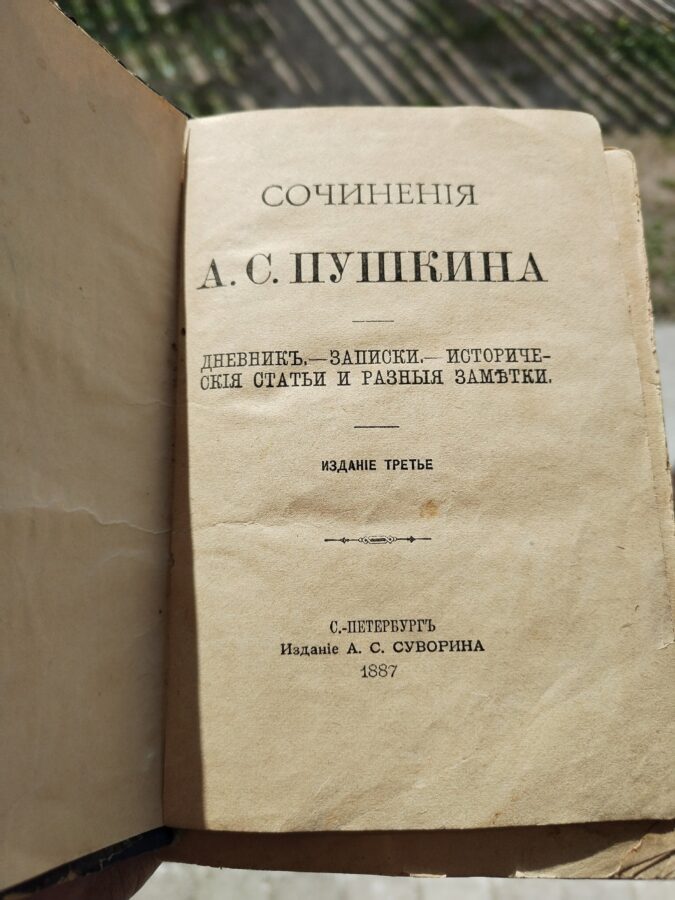 СОЧИНЕНІЯ
А. С. ПУШКИНА
ДНЕВНИКЪ.—ЗАПИСКИ.—ИСТОРИЧЕ-
СКІЯ СТАТЬИ И РАЗНЫЯ ЗАМѢТКИ.
ИЗДАНІЕ ТРЕТЬЕ
С.-ПЕТЕРБУРГЪ
Изданіе А. С. СУВОРИНА
1887